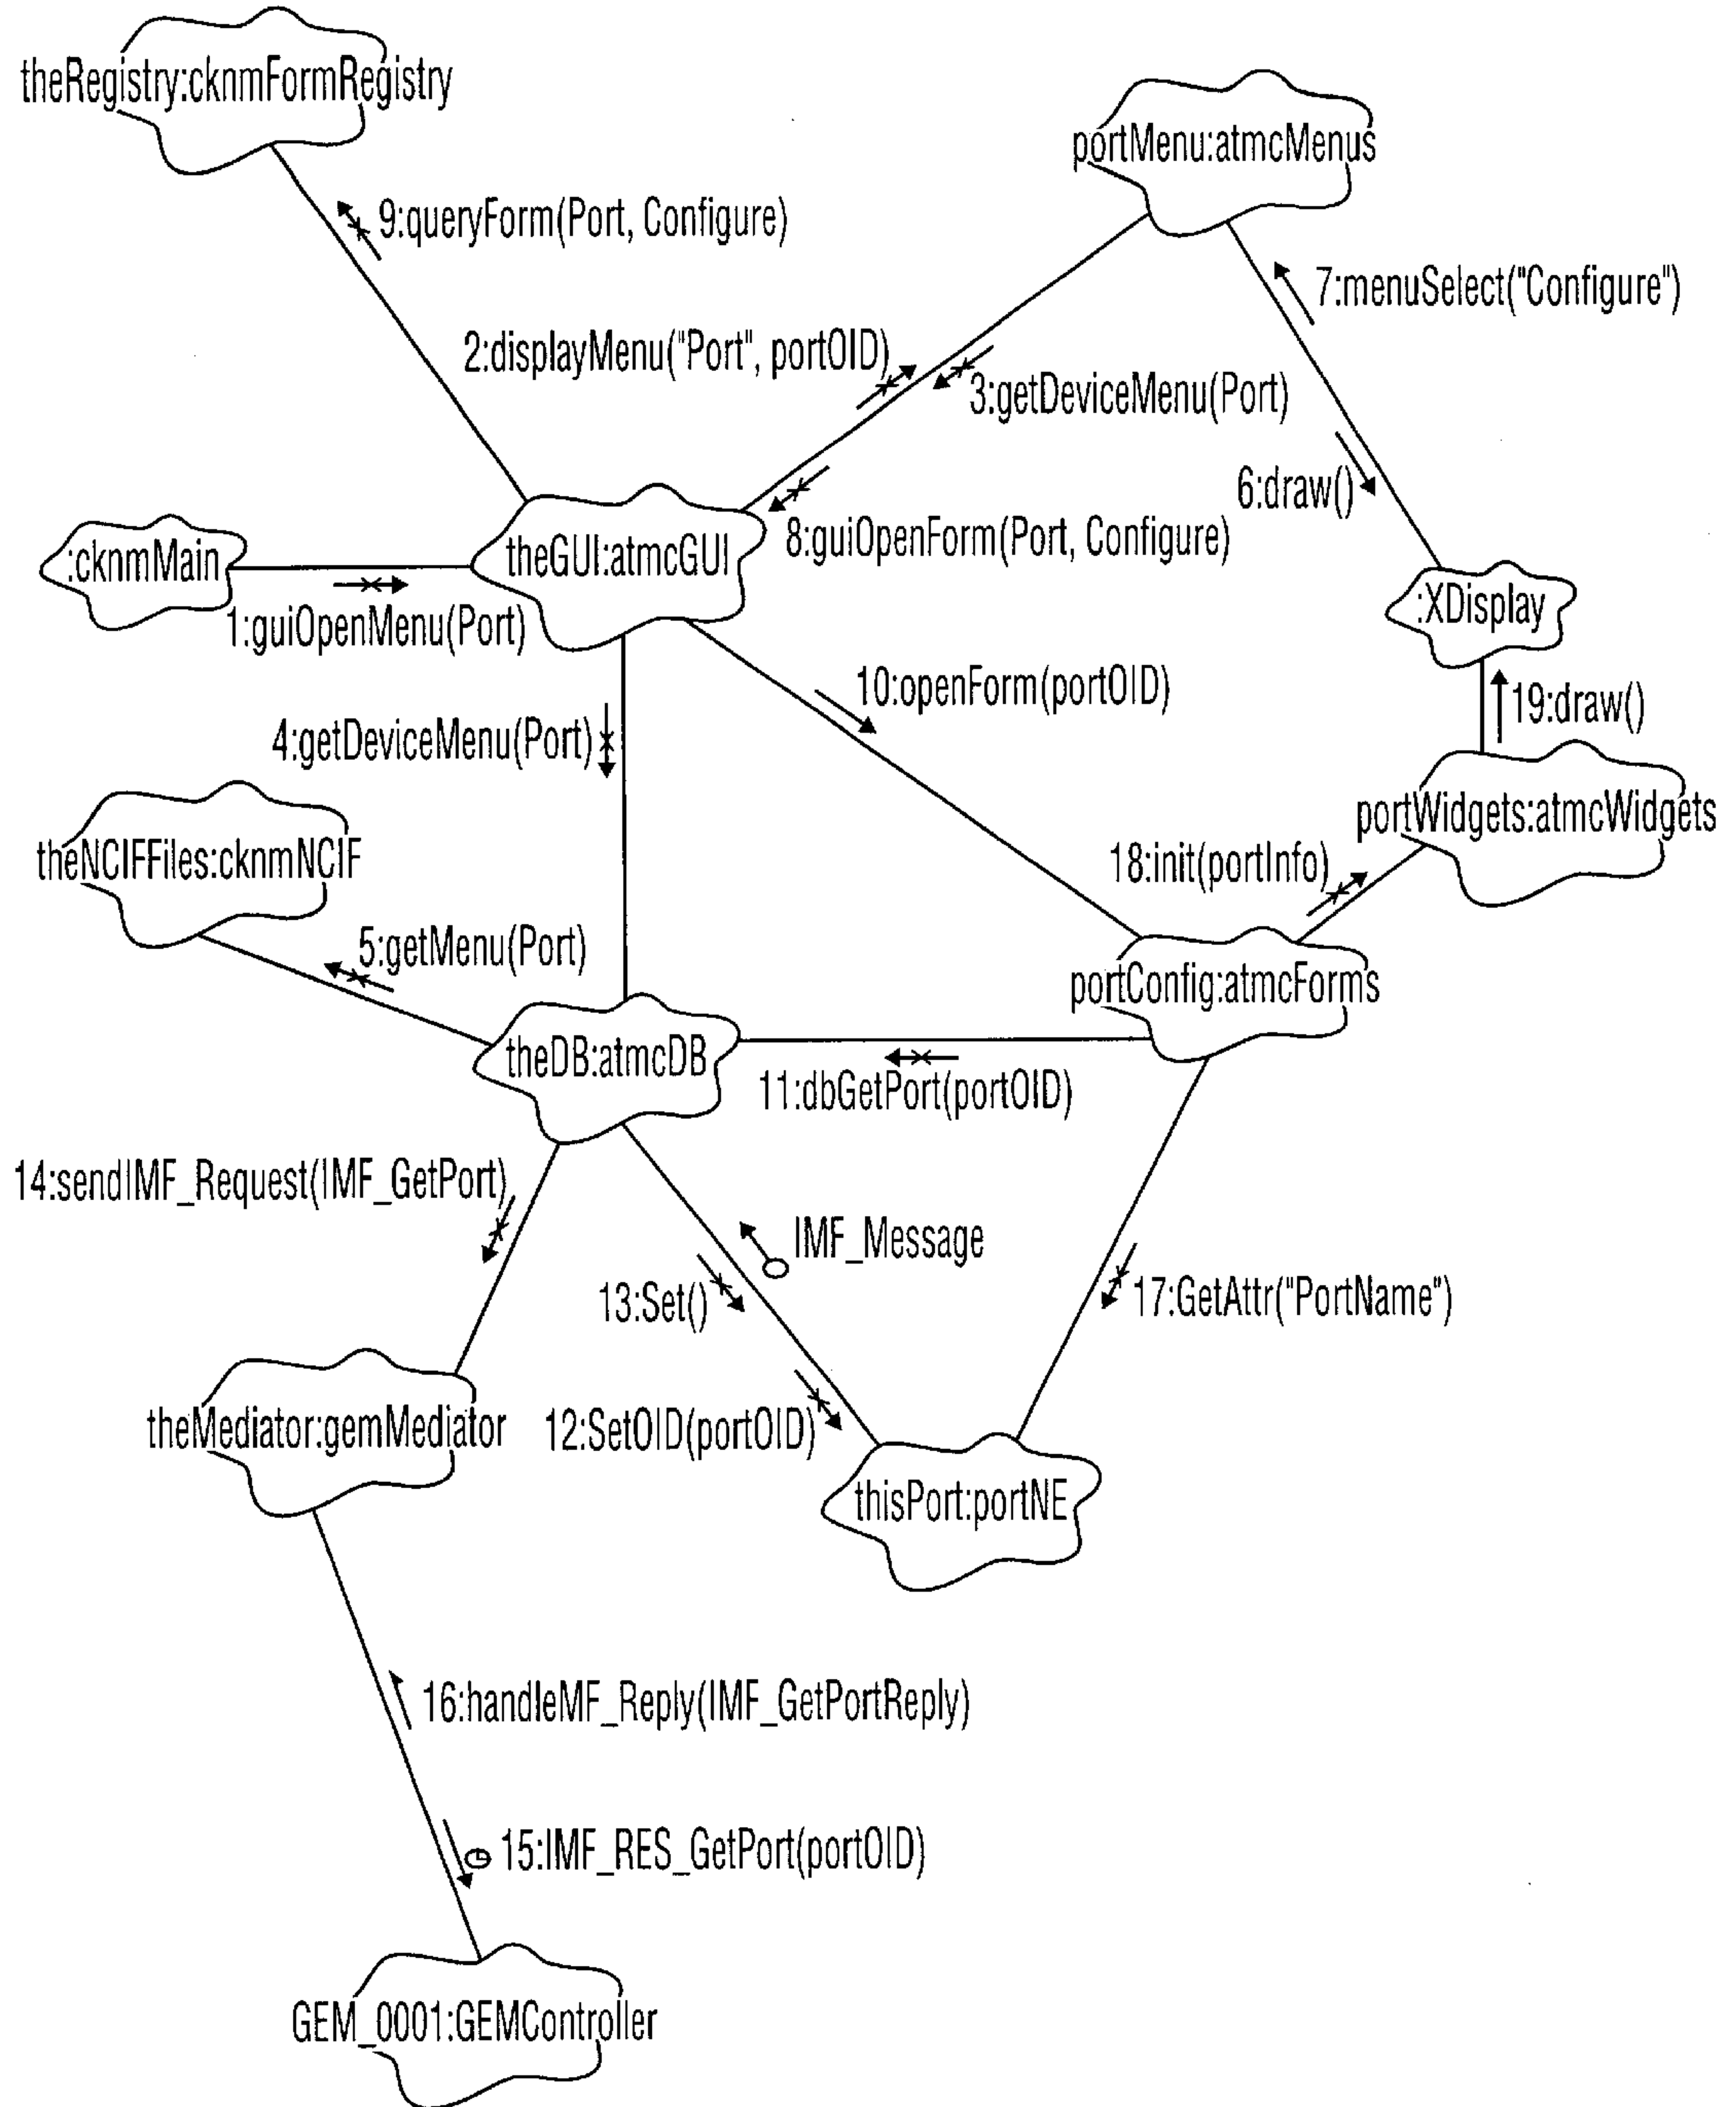 theRegistry:cknmFormRegistry
portMenu:atmcMenus
9:queryForm(Port, Configure)
7:menuSelect("Configure")
2:displayMenu("Port", portOID)
3:getDeviceMenu(Port)
6:draw()
8:guiOpenForm(Port, Configure)
:cknmMain
theGUI:atmcGUI
1:guiOpenMenu(Port)
:XDisplay
10:openForm(portOID)
19:draw()
4:getDeviceMenu(Port)
portWidgets:atmcWidgets
theNCIFFiles:cknmNCIF
18:init(portInfo)
5:getMenu(Port)
portConfig:atmcForms
theDB:atmcDB
11:dbGetPort(portOID)
14:sendIMF_Request(IMF_GetPort)
IMF_Message
13:Set()
17:GetAttr("PortName")
theMediator:gemMediator
12:SetOID(portOID)
thisPort:portNE
16:handleMF_Reply(IMF_GetPortReply)
15:IMF_RES_GetPort(portOID)
GEM_0001:GEMController